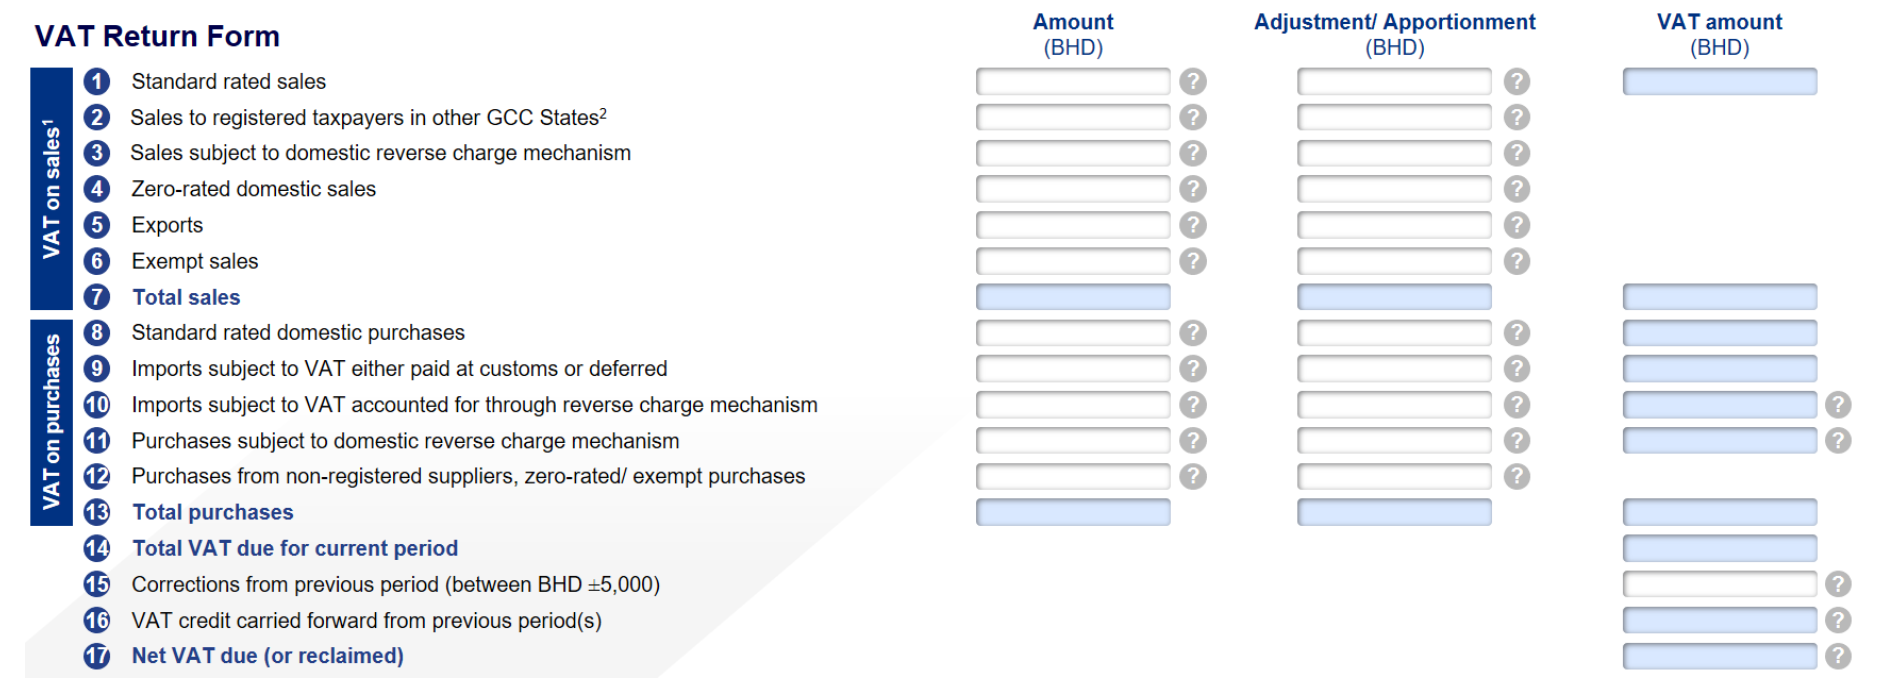 VAT Return Form
Amount
(BHD)
Adjustment/ Apportionment
(BHD)
VAT amount
(BHD)
VAT on sales¹
1 Standard rated sales ? ?
2 Sales to registered taxpayers in other GCC States² ? ?
3 Sales subject to domestic reverse charge mechanism ? ?
4 Zero-rated domestic sales ? ?
5 Exports ? ?
6 Exempt sales ? ?
7 Total sales
VAT on purchases
8 Standard rated domestic purchases ? ?
9 Imports subject to VAT either paid at customs or deferred ? ?
10 Imports subject to VAT accounted for through reverse charge mechanism ? ? ?
11 Purchases subject to domestic reverse charge mechanism ? ? ?
12 Purchases from non-registered suppliers, zero-rated/ exempt purchases ? ?
13 Total purchases
14 Total VAT due for current period
15 Corrections from previous period (between BHD ±5,000) ?
16 VAT credit carried forward from previous period(s) ?
17 Net VAT due (or reclaimed) ?